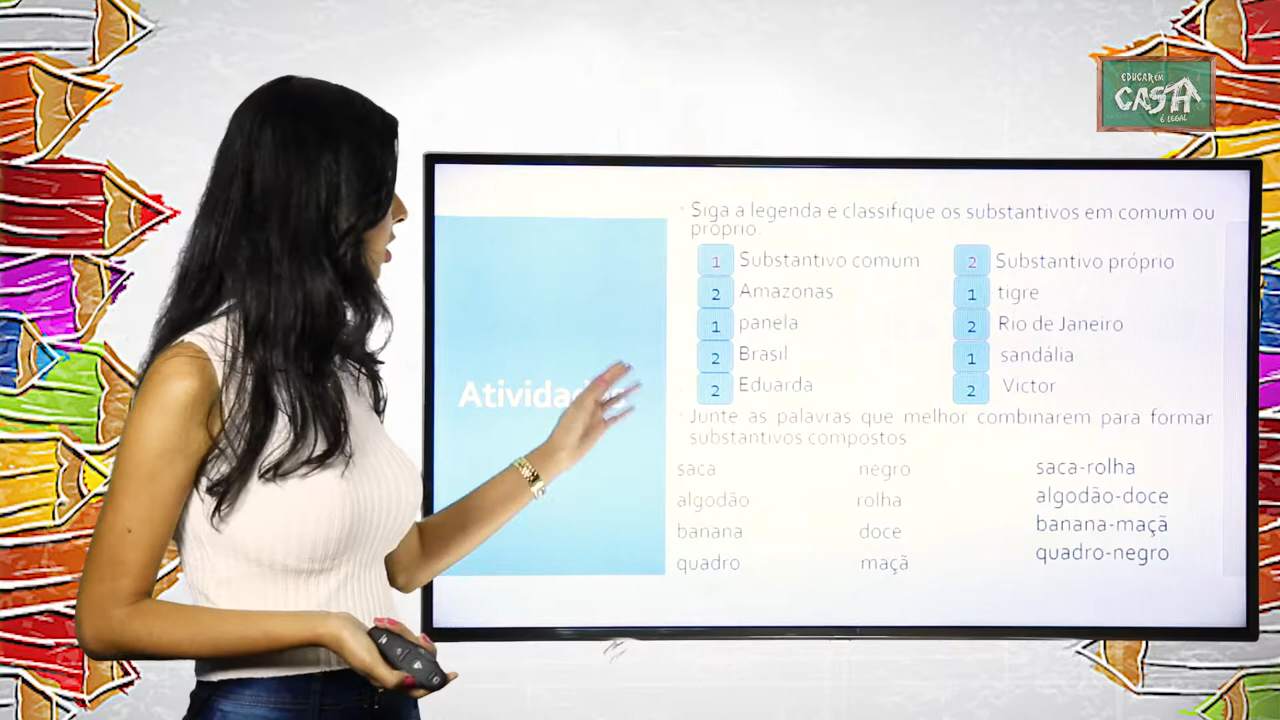 EDUCAR EM
CASA
É LEGAL
Siga a legenda e classifique os substantivos em comum ou
próprio.
1 Substantivo comum 2 Substantivo próprio
2 Amazonas 1 tigre
1 panela 2 Rio de Janeiro
2 Brasil 1 sandália
2 Eduarda 2 Victor
Junte as palavras que melhor combinarem para formar
substantivos compostos
saca negro saca-rolha
algodão rolha algodão-doce
banana doce banana-maçã
quadro maçã quadro-negro